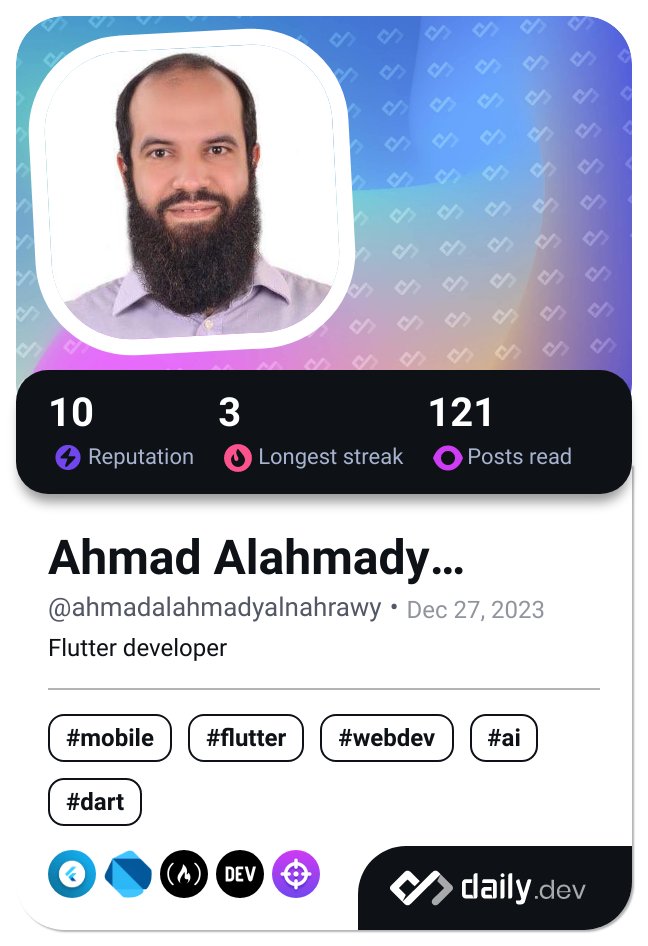 10 3 121
Reputation Longest streak Posts read
Ahmad Alahmady…
@ahmadalahmadyalnahrawy • Dec 27, 2023
Flutter developer
#mobile #flutter #webdev #ai
#dart
DEV
daily.dev